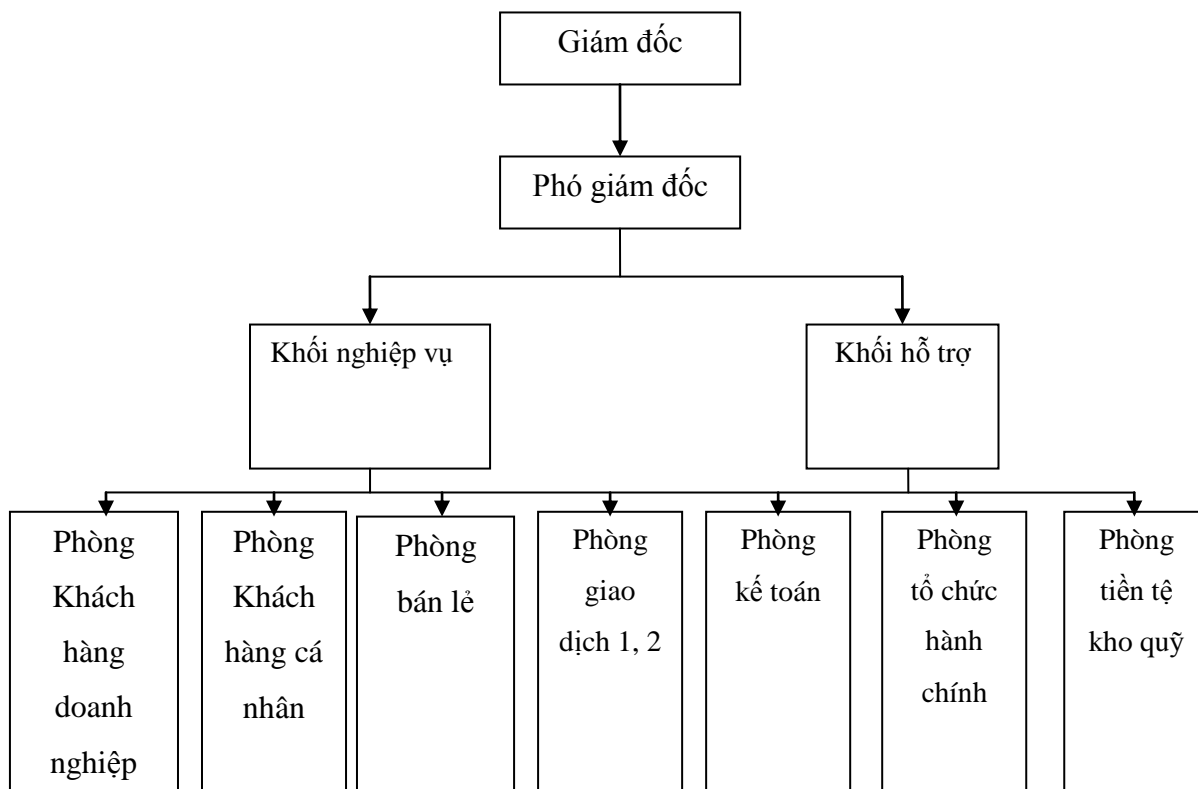 Giám đốc
Phó giám đốc
Khối nghiệp vụ
Khối hỗ trợ
Phòng
Khách
hàng
doanh
nghiệp
Phòng
Khách
hàng cá
nhân
Phòng
bán lẻ
Phòng
giao
dịch 1, 2
Phòng
kế toán
Phòng
tổ chức
hành
chính
Phòng
tiền tệ
kho quỹ